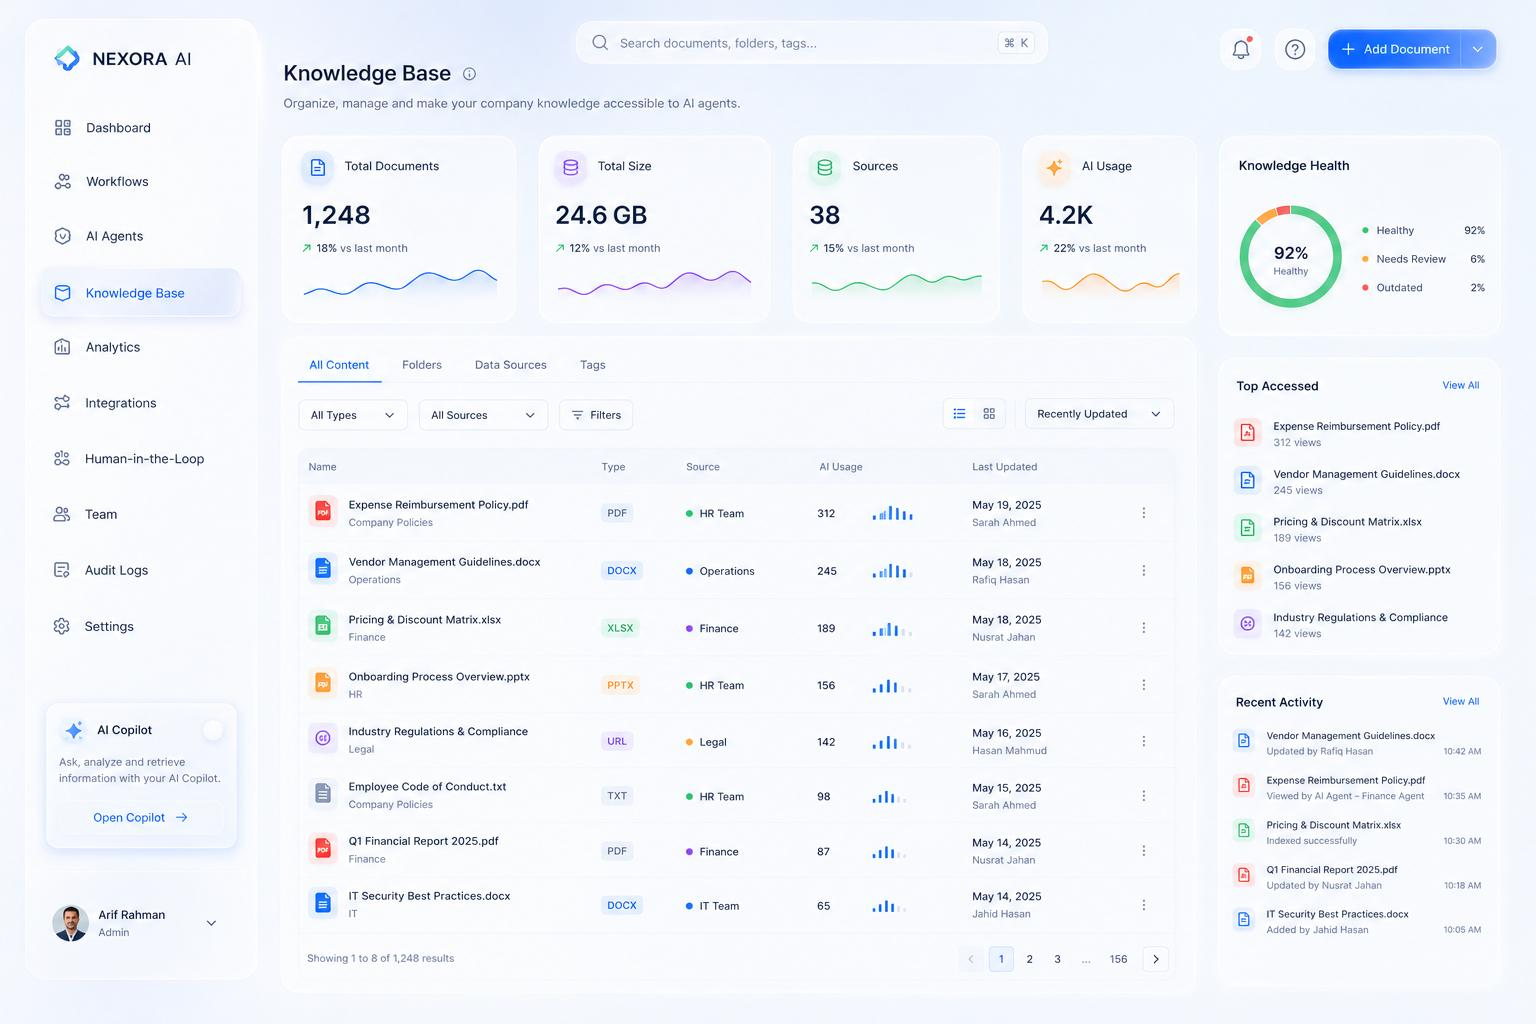 NEXORA AI
Dashboard
Workflows
AI Agents
Knowledge Base
Analytics
Integrations
Human-in-the-Loop
Team
Audit Logs
Settings
AI Copilot
Ask, analyze and retrieve
information with your AI Copilot.
Open Copilot
Arif Rahman
Admin
Search documents, folders, tags...
⌘ K
Add Document
Knowledge Base
Organize, manage and make your company knowledge accessible to AI agents.
Total Documents
1,248
18% vs last month
Total Size
24.6 GB
12% vs last month
Sources
38
15% vs last month
AI Usage
4.2K
22% vs last month
All Content Folders Data Sources Tags
All Types All Sources Filters Recently Updated
Name Type Source AI Usage Last Updated
Expense Reimbursement Policy.pdf PDF HR Team 312 May 19, 2025
Company Policies Sarah Ahmed
Vendor Management Guidelines.docx DOCX Operations 245 May 18, 2025
Operations Rafiq Hasan
Pricing & Discount Matrix.xlsx XLSX Finance 189 May 18, 2025
Finance Nusrat Jahan
Onboarding Process Overview.pptx PPTX HR Team 156 May 17, 2025
HR Sarah Ahmed
Industry Regulations & Compliance URL Legal 142 May 16, 2025
Legal Hasan Mahmud
Employee Code of Conduct.txt TXT HR Team 98 May 15, 2025
Company Policies Sarah Ahmed
Q1 Financial Report 2025.pdf PDF Finance 87 May 14, 2025
Finance Nusrat Jahan
IT Security Best Practices.docx DOCX IT Team 65 May 14, 2025
IT Jahid Hasan
Showing 1 to 8 of 1,248 results
1 2 3 ... 156
Knowledge Health
92%
Healthy
Healthy 92%
Needs Review 6%
Outdated 2%
Top Accessed View All
Expense Reimbursement Policy.pdf
312 views
Vendor Management Guidelines.docx
245 views
Pricing & Discount Matrix.xlsx
189 views
Onboarding Process Overview.pptx
156 views
Industry Regulations & Compliance
142 views
Recent Activity View All
Vendor Management Guidelines.docx
Updated by Rafiq Hasan 10:42 AM
Expense Reimbursement Policy.pdf
Viewed by AI Agent – Finance Agent 10:35 AM
Pricing & Discount Matrix.xlsx
Indexed successfully 10:30 AM
Q1 Financial Report 2025.pdf
Updated by Nusrat Jahan 10:18 AM
IT Security Best Practices.docx
Added by Jahid Hasan 10:05 AM